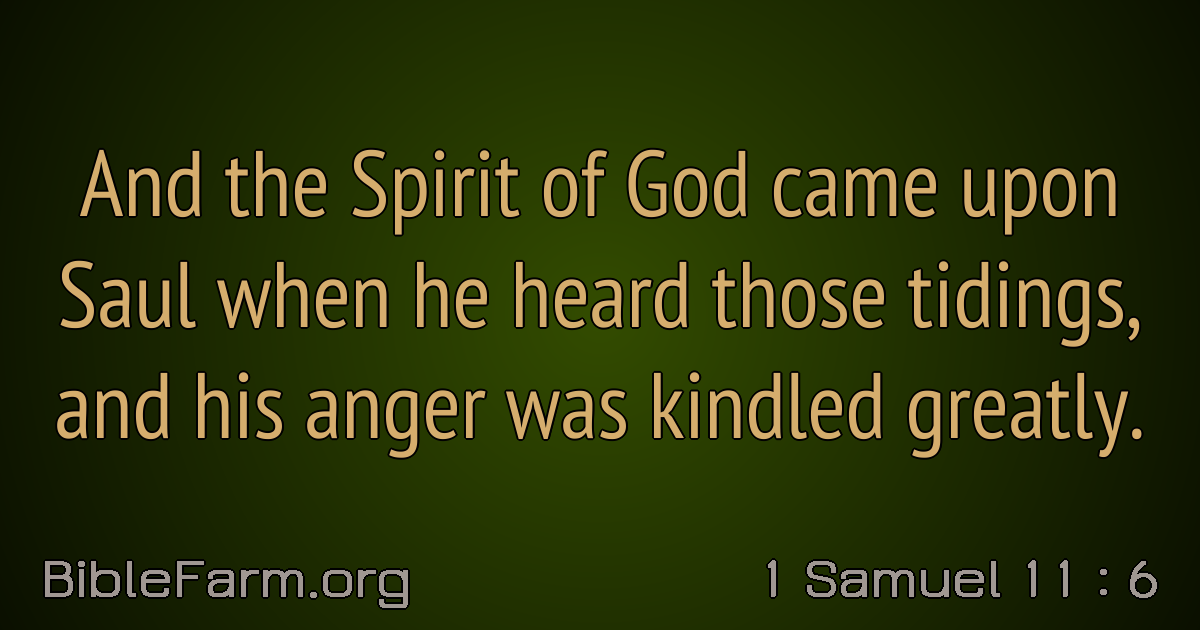 And the Spirit of God came upon
Saul when he heard those tidings,
and his anger was kindled greatly.
BibleFarm.org
1 Samuel 11 : 6